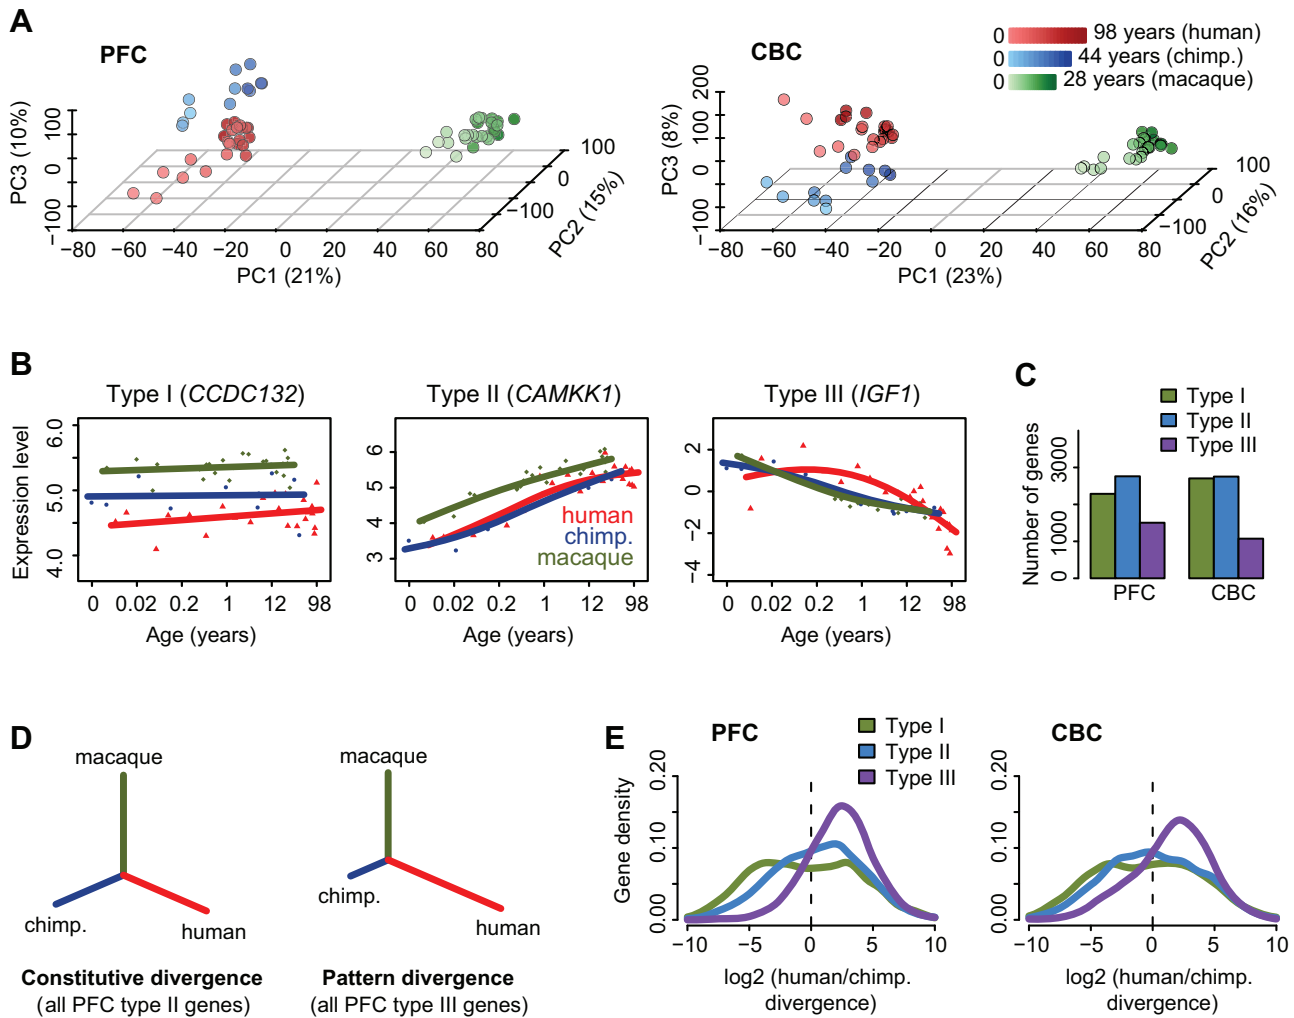 A
PFC
PC3 (10%)
100
0
0
−100
−80
−60
−40
−20
0
20
40
60
80
PC1 (21%)
100
0
−100
PC2 (15%)
CBC
0
98 years (human)
0
44 years (chimp.)
0
28 years (macaque)
PC3 (8%)
200
100
100
0
−100
−80
−60
−40
−20
0
20
40
60
80
PC1 (23%)
100
0
−100
PC2 (16%)
B
Type I (CCDC132)
Expression level
6.0
5.0
4.0
0
0.02
0.2
1
12
98
Age (years)
Type II (CAMKK1)
6
5
4
3
human
chimp.
macaque
0
0.02
0.2
1
12
98
Age (years)
Type III (IGF1)
2
0
−2
−4
0
0.02
0.2
1
12
98
Age (years)
C
Type I
Type II
Type III
Number of genes
3000
1000
0
PFC
CBC
D
macaque
chimp.
human
Constitutive divergence
(all PFC type II genes)
macaque
chimp.
human
Pattern divergence
(all PFC type III genes)
E
PFC
Type I
Type II
Type III
Gene density
0.20
0.10
0.00
−10
−5
0
5
10
log2 (human/chimp.
divergence)
CBC
0.20
0.10
0.00
−10
−5
0
5
10
log2 (human/chimp.
divergence)